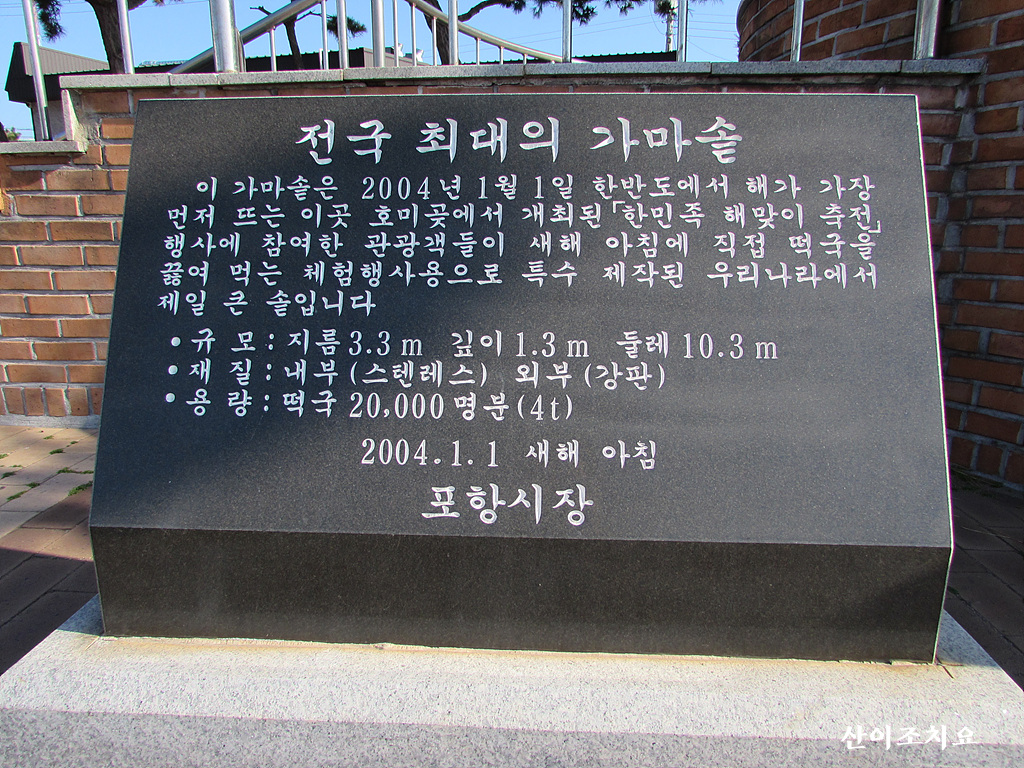 전국 최대의 가마솥
이 가마솥은 2004년 1월 1일 한반도에서 해가 가장
먼저 뜨는 이곳 호미곶에서 개최된 「한민족 해맞이 축전」
행사에 참여한 관광객들이 새해 아침에 직접 떡국을
끓여 먹는 체험행사용으로 특수 제작된 우리나라에서
제일 큰 솥입니다
• 규 모 : 지름 3.3 m 깊이 1.3 m 둘레 10.3 m
• 재 질 : 내부 (스텐레스) 외부 (강판)
• 용 량 : 떡국 20,000 명분 (4t)
2004. 1. 1 새해 아침
포항시장
산이조치요